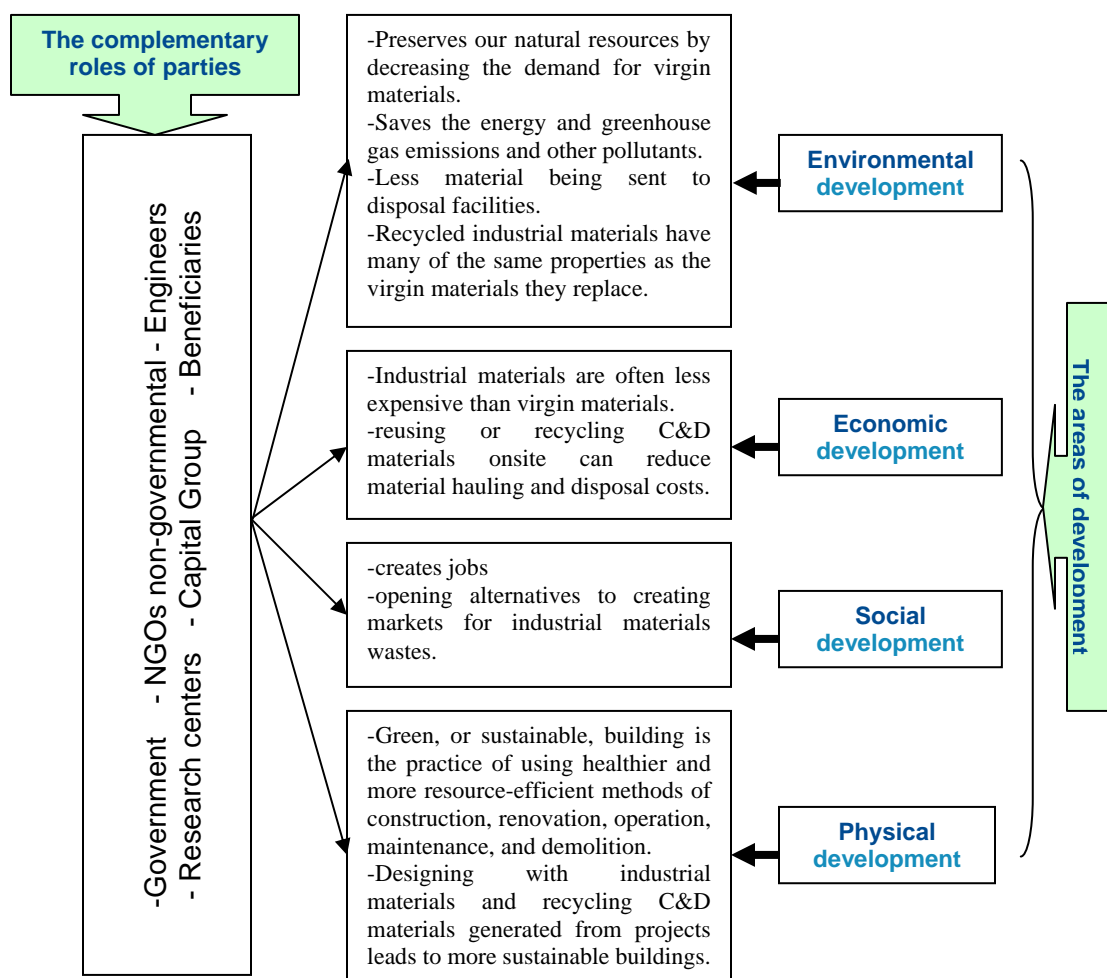 The complementary
roles of parties
-Government - NGOs non-governmental - Engineers
- Research centers - Capital Group - Beneficiaries
-Preserves our natural resources by
decreasing the demand for virgin
materials.
-Saves the energy and greenhouse
gas emissions and other pollutants.
-Less material being sent to
disposal facilities.
-Recycled industrial materials have
many of the same properties as the
virgin materials they replace.
-Industrial materials are often less
expensive than virgin materials.
-reusing or recycling C&D
materials onsite can reduce
material hauling and disposal costs.
-creates jobs
-opening alternatives to creating
markets for industrial materials
wastes.
-Green, or sustainable, building is
the practice of using healthier and
more resource-efficient methods of
construction, renovation, operation,
maintenance, and demolition.
-Designing with industrial
materials and recycling C&D
materials generated from projects
leads to more sustainable buildings.
Environmental
development
Economic
development
Social
development
Physical
development
The areas of development